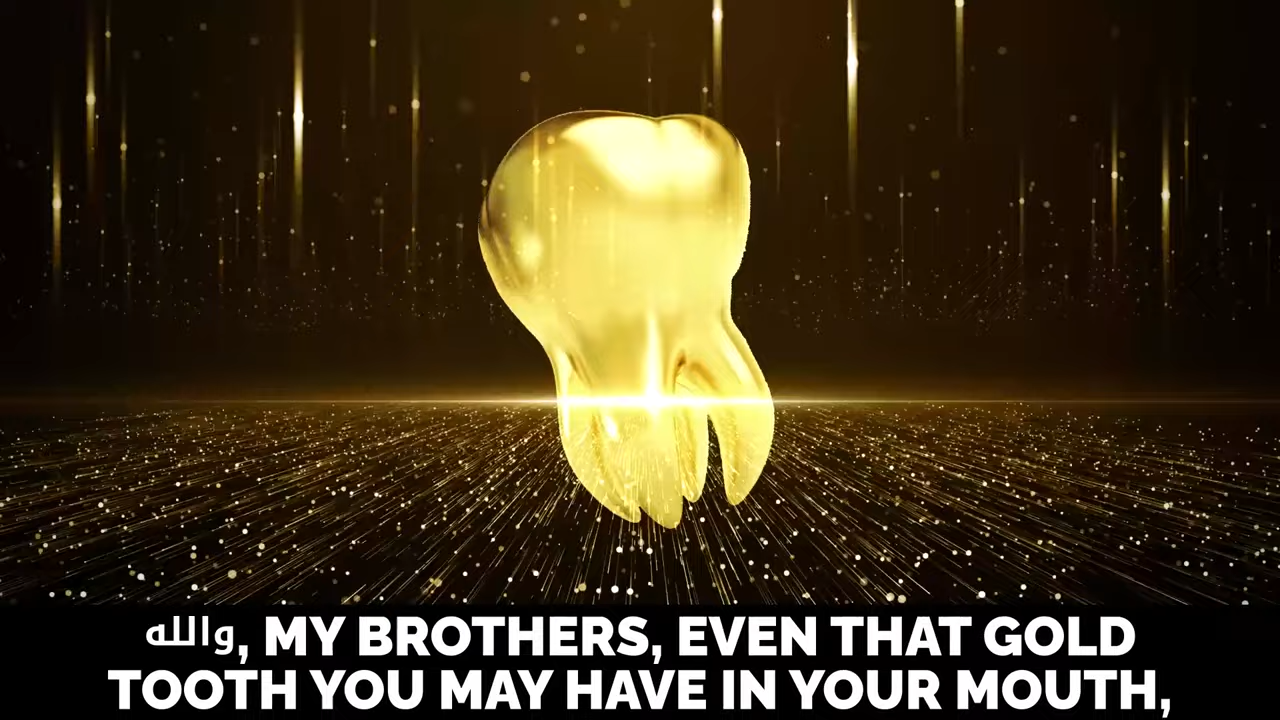 والله, MY BROTHERS, EVEN THAT GOLD
TOOTH YOU MAY HAVE IN YOUR MOUTH,